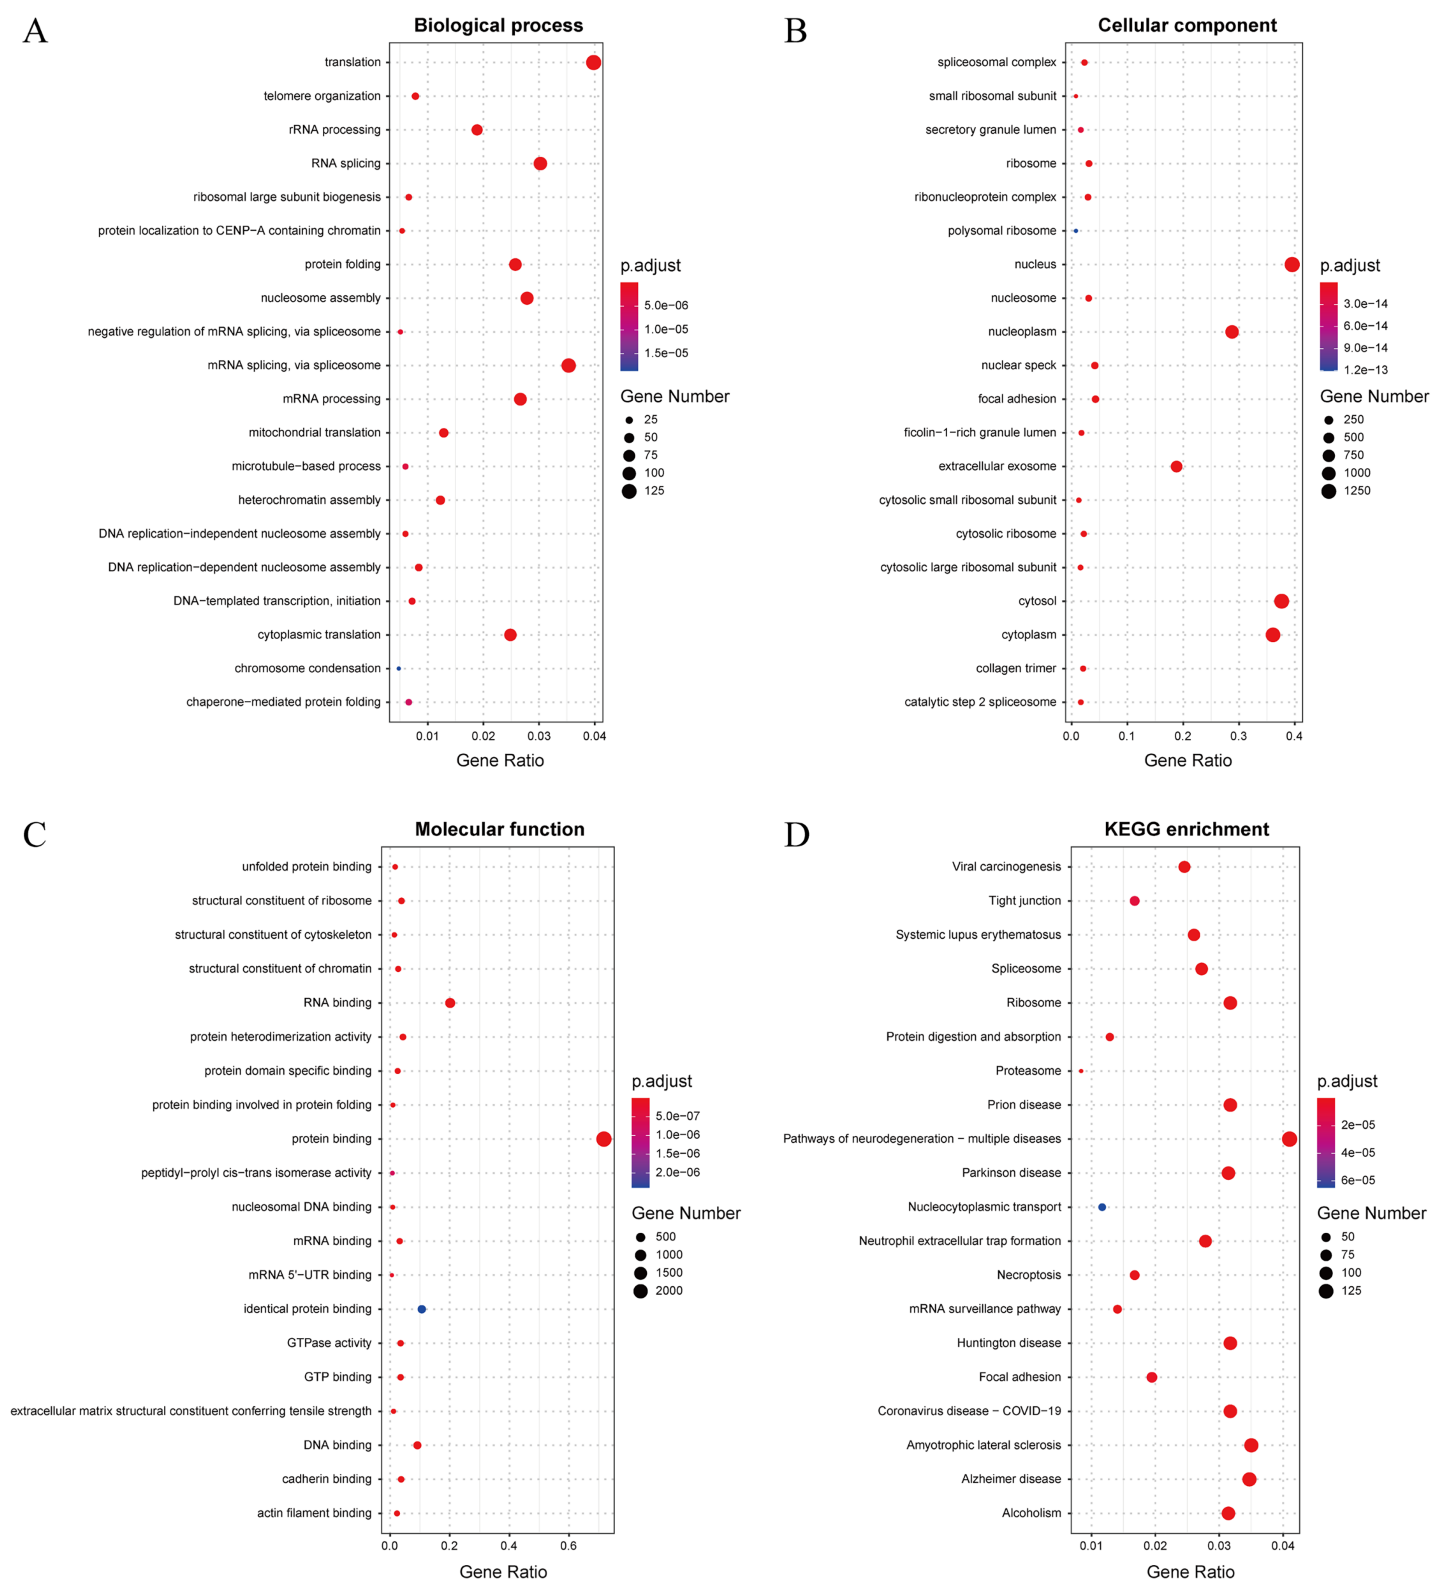 A
Biological process
translation
telomere organization
rRNA processing
RNA splicing
ribosomal large subunit biogenesis
protein localization to CENP−A containing chromatin
protein folding
nucleosome assembly
negative regulation of mRNA splicing, via spliceosome
mRNA splicing, via spliceosome
mRNA processing
mitochondrial translation
microtubule−based process
heterochromatin assembly
DNA replication−independent nucleosome assembly
DNA replication−dependent nucleosome assembly
DNA−templated transcription, initiation
cytoplasmic translation
chromosome condensation
chaperone−mediated protein folding
0.01 0.02 0.03 0.04
Gene Ratio
p.adjust
5.0e−06
1.0e−05
1.5e−05
Gene Number
25
50
75
100
125
B
Cellular component
spliceosomal complex
small ribosomal subunit
secretory granule lumen
ribosome
ribonucleoprotein complex
polysomal ribosome
nucleus
nucleosome
nucleoplasm
nuclear speck
focal adhesion
ficolin−1−rich granule lumen
extracellular exosome
cytosolic small ribosomal subunit
cytosolic ribosome
cytosolic large ribosomal subunit
cytosol
cytoplasm
collagen trimer
catalytic step 2 spliceosome
0.0 0.1 0.2 0.3 0.4
Gene Ratio
p.adjust
3.0e−14
6.0e−14
9.0e−14
1.2e−13
Gene Number
250
500
750
1000
1250
C
Molecular function
unfolded protein binding
structural constituent of ribosome
structural constituent of cytoskeleton
structural constituent of chromatin
RNA binding
protein heterodimerization activity
protein domain specific binding
protein binding involved in protein folding
protein binding
peptidyl−prolyl cis−trans isomerase activity
nucleosomal DNA binding
mRNA binding
mRNA 5'−UTR binding
identical protein binding
GTPase activity
GTP binding
extracellular matrix structural constituent conferring tensile strength
DNA binding
cadherin binding
actin filament binding
0.0 0.2 0.4 0.6
Gene Ratio
p.adjust
5.0e−07
1.0e−06
1.5e−06
2.0e−06
Gene Number
500
1000
1500
2000
D
KEGG enrichment
Viral carcinogenesis
Tight junction
Systemic lupus erythematosus
Spliceosome
Ribosome
Protein digestion and absorption
Proteasome
Prion disease
Pathways of neurodegeneration − multiple diseases
Parkinson disease
Nucleocytoplasmic transport
Neutrophil extracellular trap formation
Necroptosis
mRNA surveillance pathway
Huntington disease
Focal adhesion
Coronavirus disease − COVID−19
Amyotrophic lateral sclerosis
Alzheimer disease
Alcoholism
0.01 0.02 0.03 0.04
Gene Ratio
p.adjust
2e−05
4e−05
6e−05
Gene Number
50
75
100
125